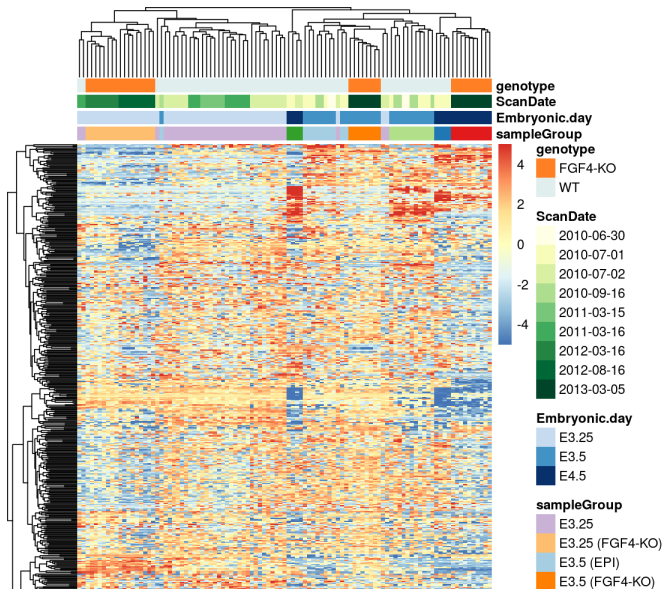 genotype
ScanDate
Embryonic.day
sampleGroup
4
2
0
-2
-4
genotype
FGF4-KO
WT
ScanDate
2010-06-30
2010-07-01
2010-07-02
2010-09-16
2011-03-15
2011-03-16
2012-03-16
2012-08-16
2013-03-05
Embryonic.day
E3.25
E3.5
E4.5
sampleGroup
E3.25
E3.25 (FGF4-KO)
E3.5 (EPI)
E3.5 (FGF4-KO)